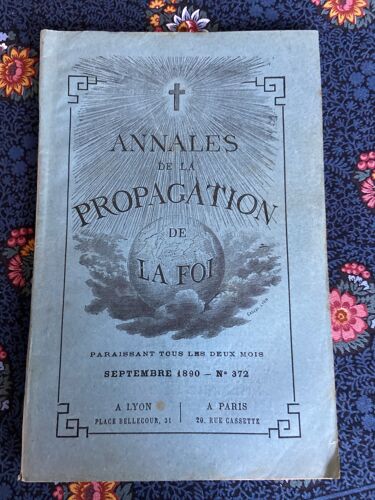 ANNALES
DE LA
PROPAGATION
DE
LA FOI
PARAISSANT TOUS LES DEUX MOIS
SEPTEMBRE 1890 — Nº 372
A LYON
PLACE BELLECOUR, 31
A PARIS
20, RUE CASSETTE